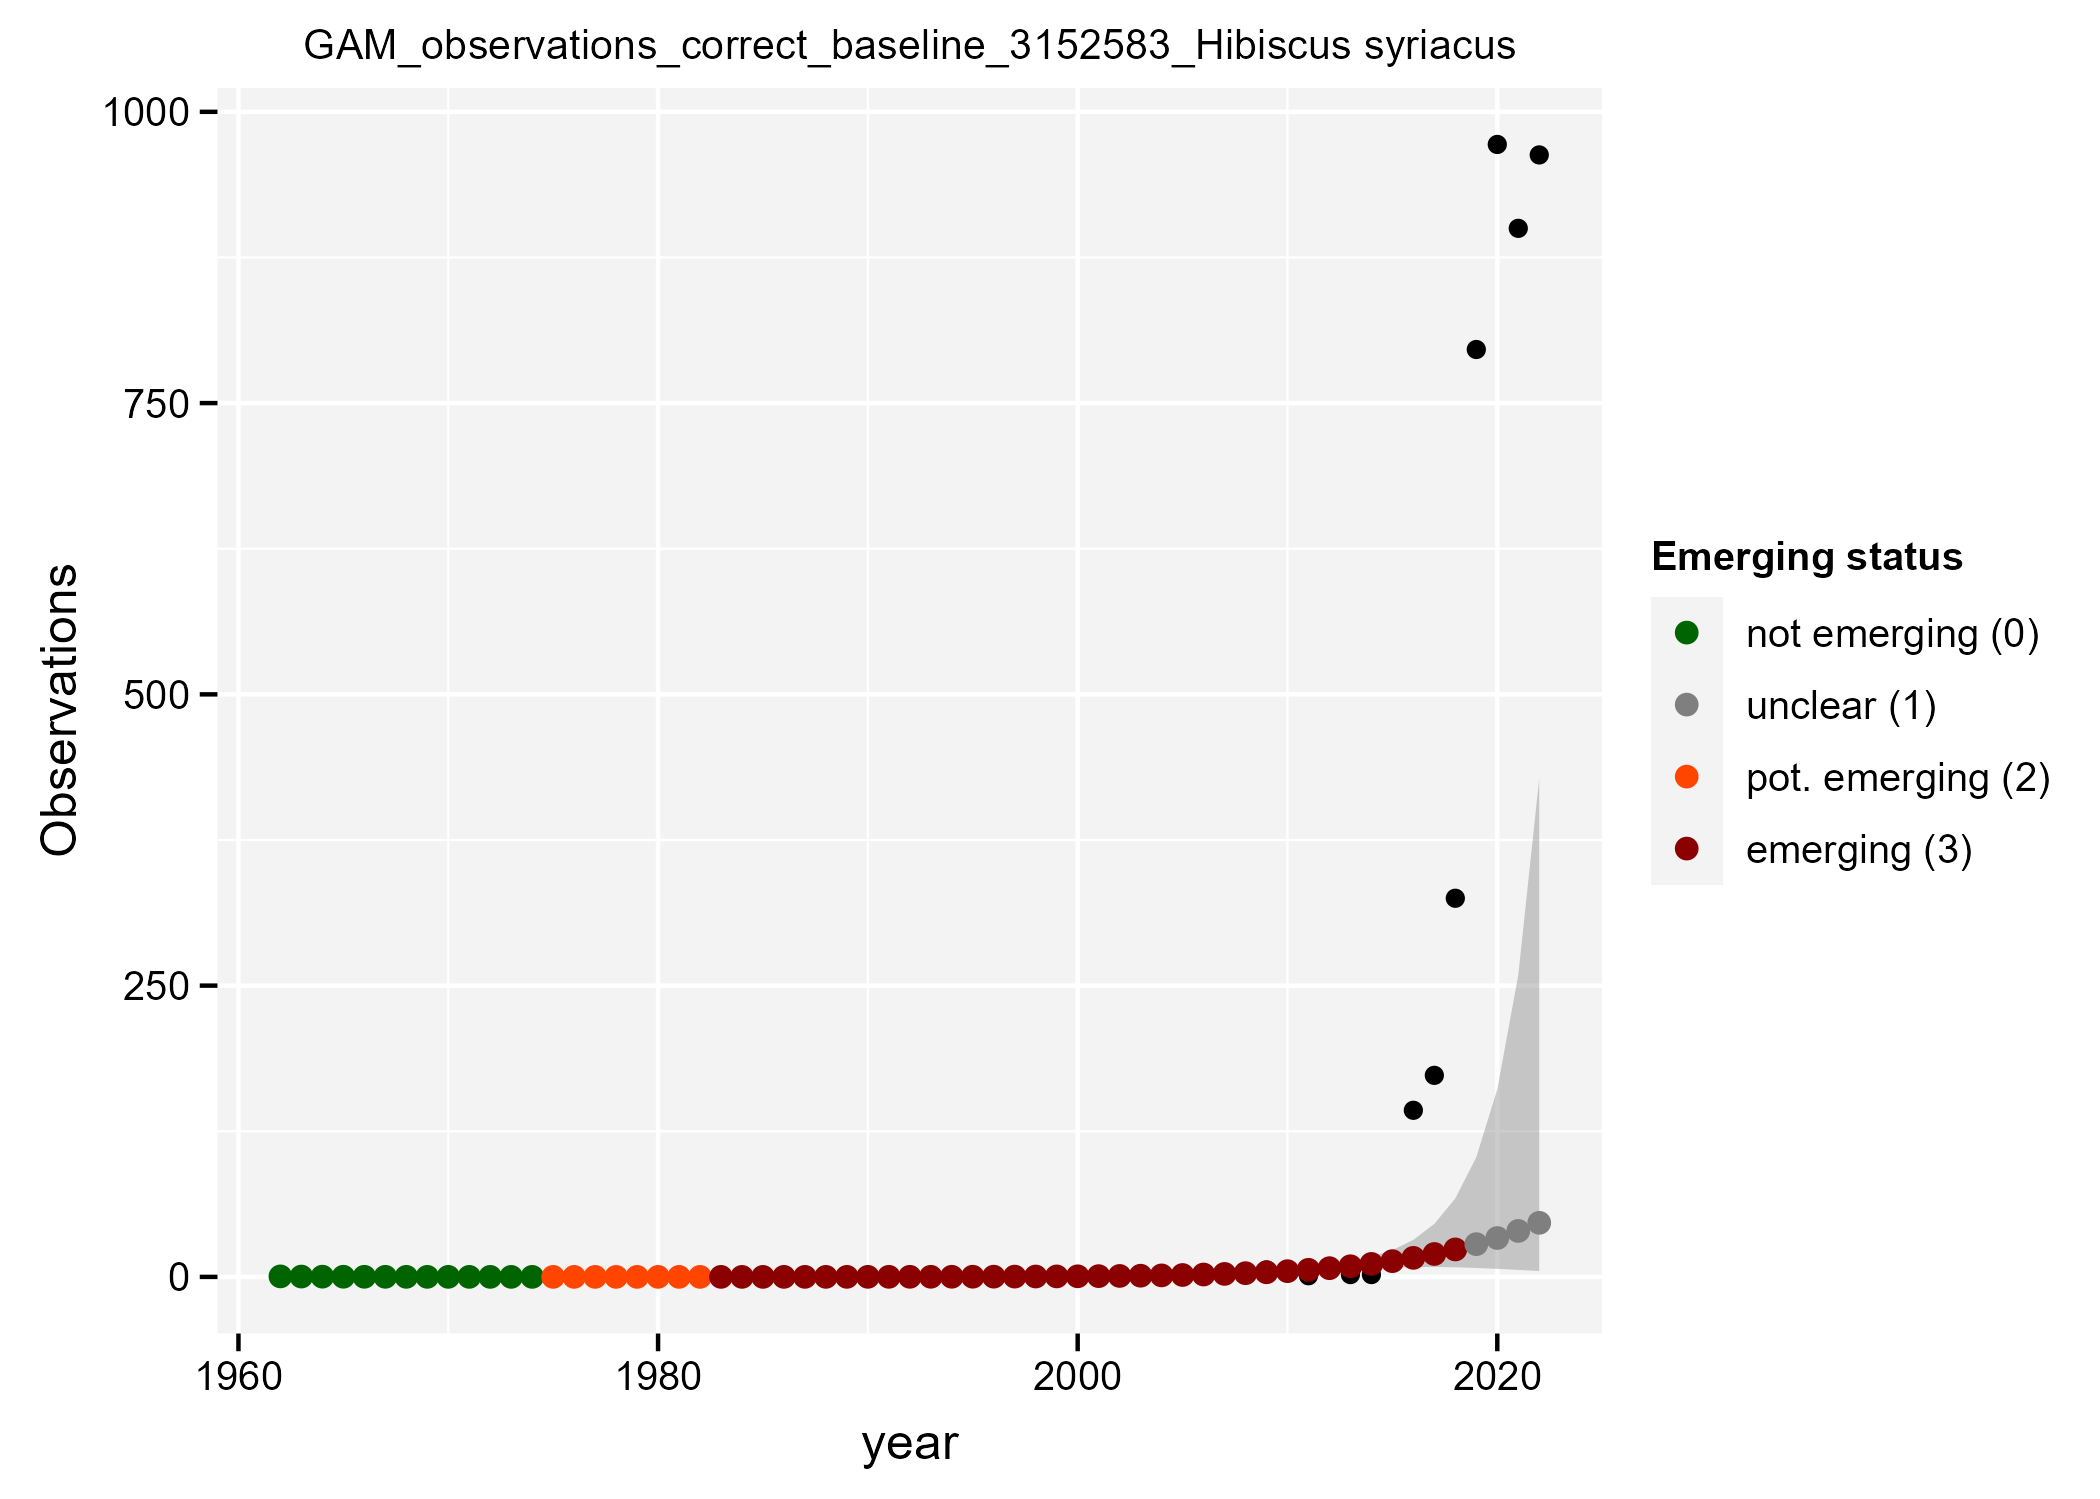 GAM_observations_correct_baseline_3152583_Hibiscus syriacus
1000
750
500
250
0
Observations
1960
1980
2000
2020
year
Emerging status
not emerging (0)
unclear (1)
pot. emerging (2)
emerging (3)